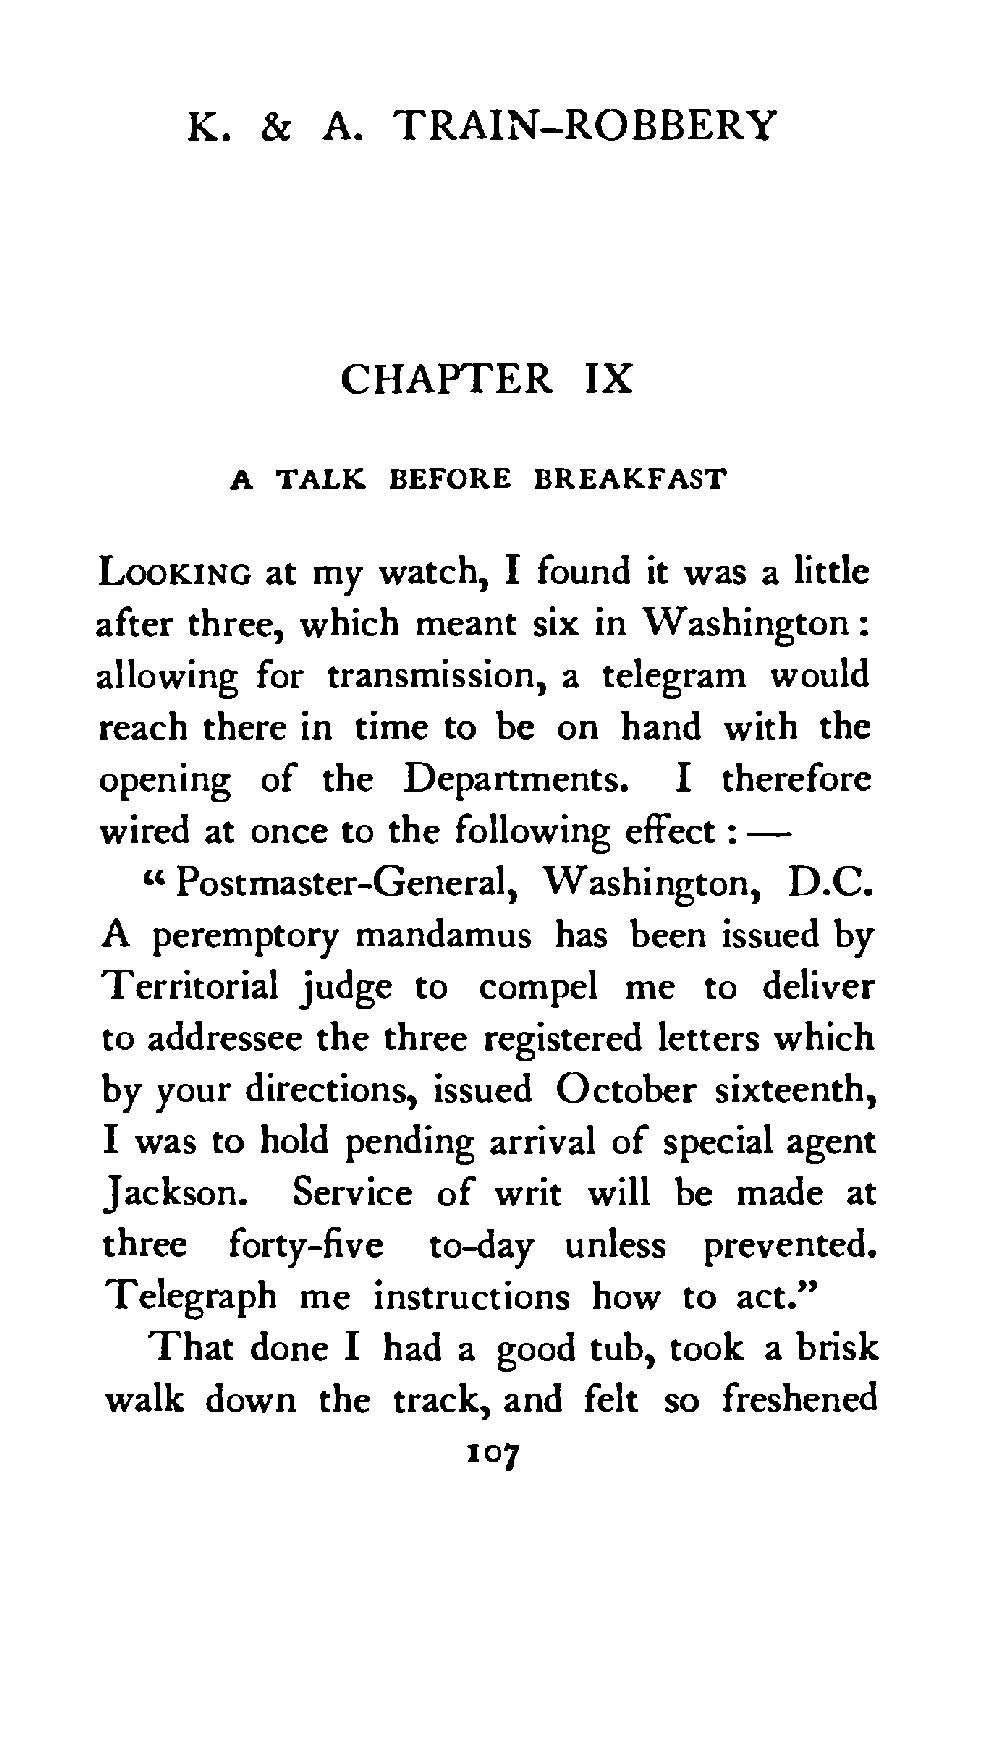 K. & A. TRAIN-ROBBERY
CHAPTER IX
A TALK BEFORE BREAKFAST
LOOKING at my watch, I found it was a little
after three, which meant six in Washington :
allowing for transmission, a telegram would
reach there in time to be on hand with the
opening of the Departments. I therefore
wired at once to the following effect : —
“ Postmaster-General, Washington, D.C.
A peremptory mandamus has been issued by
Territorial judge to compel me to deliver
to addressee the three registered letters which
by your directions, issued October sixteenth,
I was to hold pending arrival of special agent
Jackson. Service of writ will be made at
three forty-five to-day unless prevented.
Telegraph me instructions how to act.”
That done I had a good tub, took a brisk
walk down the track, and felt so freshened
107